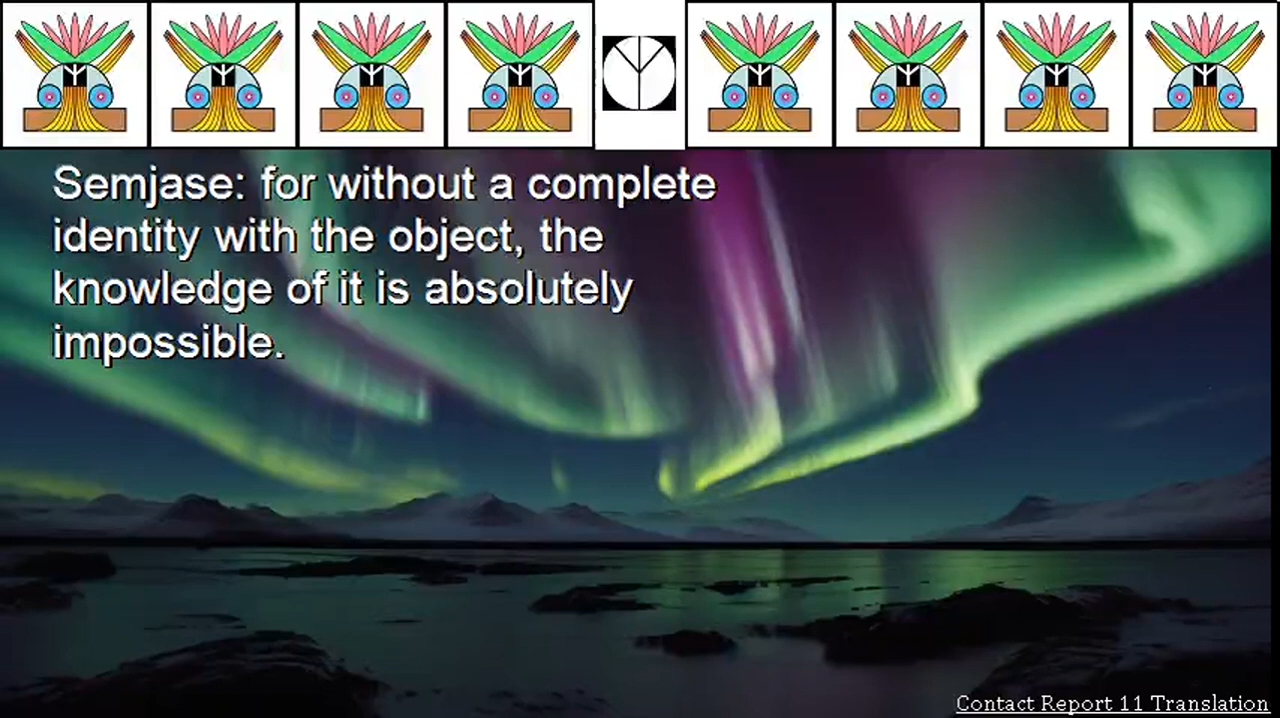 Semjase: for without a complete
identity with the object, the
knowledge of it is absolutely
impossible.
Contact Report 11 Translation